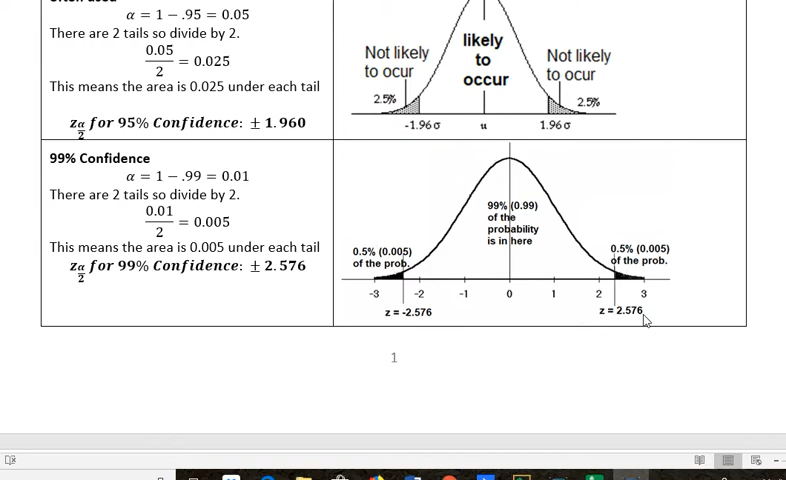 α = 1 − .95 = 0.05
There are 2 tails so divide by 2.
0.05
2
= 0.025
This means the area is 0.025 under each tail
zα/2 for 95% Confidence: ± 1.960
Not likely
to ocur
2.5%
likely
to
occur
Not likely
to ocur
2.5%
-1.96σ
u
1.96σ
99% Confidence
α = 1 − .99 = 0.01
There are 2 tails so divide by 2.
0.01
2
= 0.005
This means the area is 0.005 under each tail
zα/2 for 99% Confidence: ± 2.576
99% (0.99)
of the
probability
is in here
0.5% (0.005)
of the prob.
0.5% (0.005)
of the prob.
-3 -2 -1 0 1 2 3
z = -2.576
z = 2.576
1